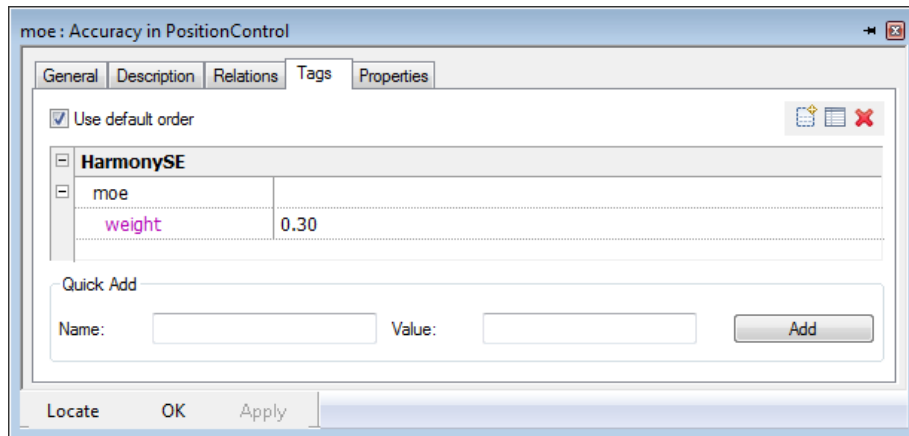 moe : Accuracy in PositionControl
General Description Relations Tags Properties
Use default order
HarmonySE
moe
weight 0.30
Quick Add
Name: Value: Add
Locate OK Apply